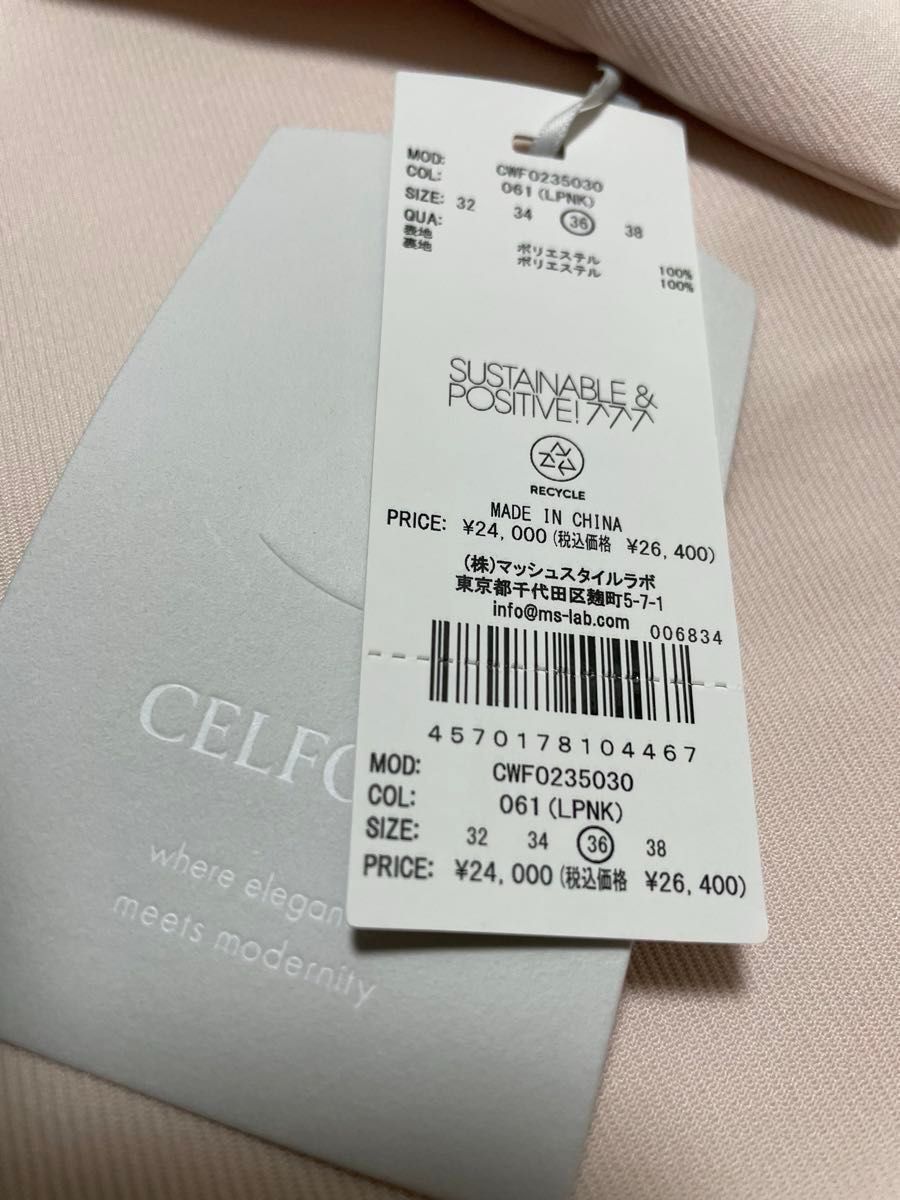 MOD: CWF0235030
COL: 061(LPNK)
SIZE: 32 34 36 38
QUA:
表地 ポリエステル 100%
裏地 ポリエステル 100%
SUSTAINABLE &
POSITIVE!
RECYCLE
MADE IN CHINA
PRICE: ¥24,000(税込価格 ¥26,400)
(株)マッシュスタイルラボ
東京都千代田区麹町5-7-1
info@ms-lab.com
006834
4570178104467
MOD: CWF0235030
COL: 061(LPNK)
SIZE: 32 34 36 38
PRICE: ¥24,000(税込価格 ¥26,400)
CELFO
where elegan
meets modernity